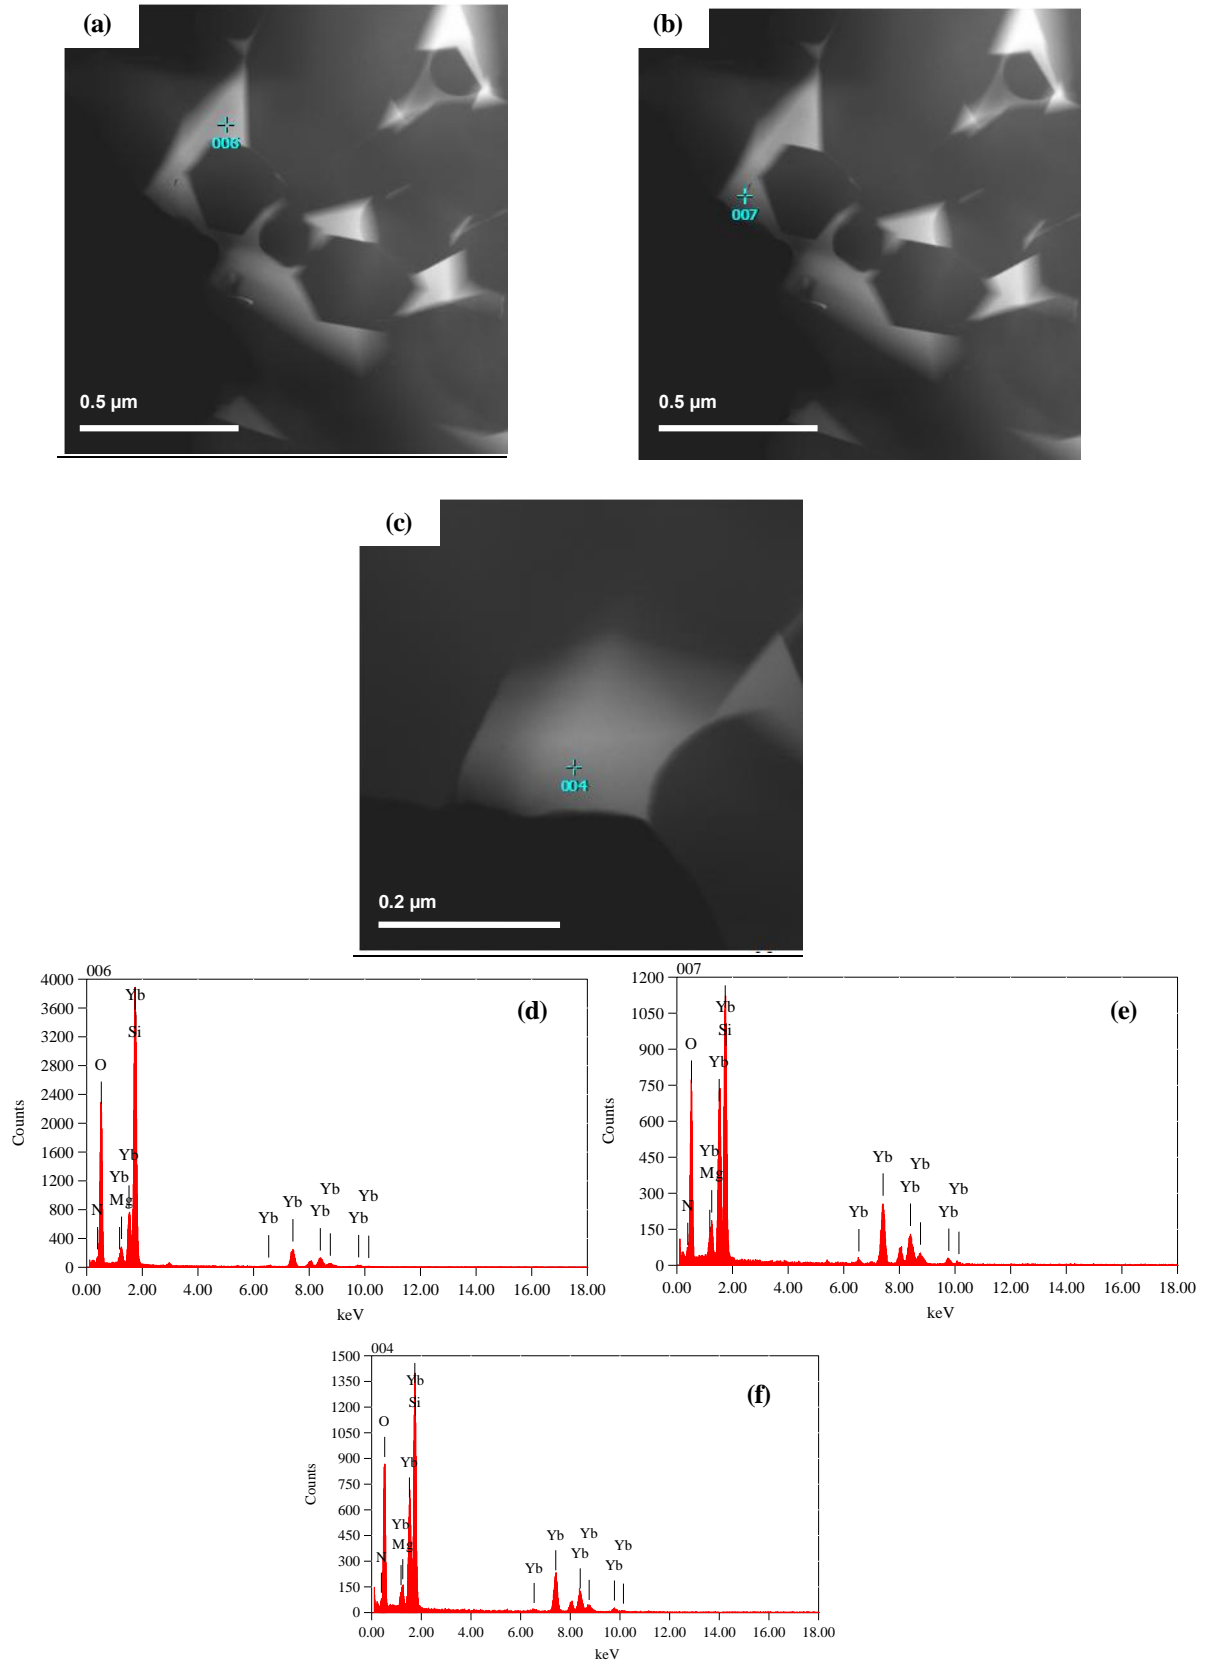 (a)
(b)
006
007
0.5 µm
0.5 µm
(c)
004
0.2 µm
006
(d)
4000
3600
3200
2800
2400
2000
1600
1200
800
400
0
Counts
Yb
Si
O
Yb
Yb
N
Mg
Yb
Yb
Yb
Yb
Yb
Yb
0.00 2.00 4.00 6.00 8.00 10.00 12.00 14.00 16.00 18.00
keV
007
(e)
1200
1050
900
750
600
450
300
150
0
Counts
Yb
Si
O
Yb
Yb
Mg
N
Yb
Yb
Yb
Yb
Yb
Yb
0.00 2.00 4.00 6.00 8.00 10.00 12.00 14.00 16.00 18.00
keV
004
(f)
1500
1350
1200
1050
900
750
600
450
300
150
0
Counts
Yb
Si
O
Yb
Yb
Mg
N
Yb
Yb
Yb
Yb
Yb
Yb
0.00 2.00 4.00 6.00 8.00 10.00 12.00 14.00 16.00 18.00
keV